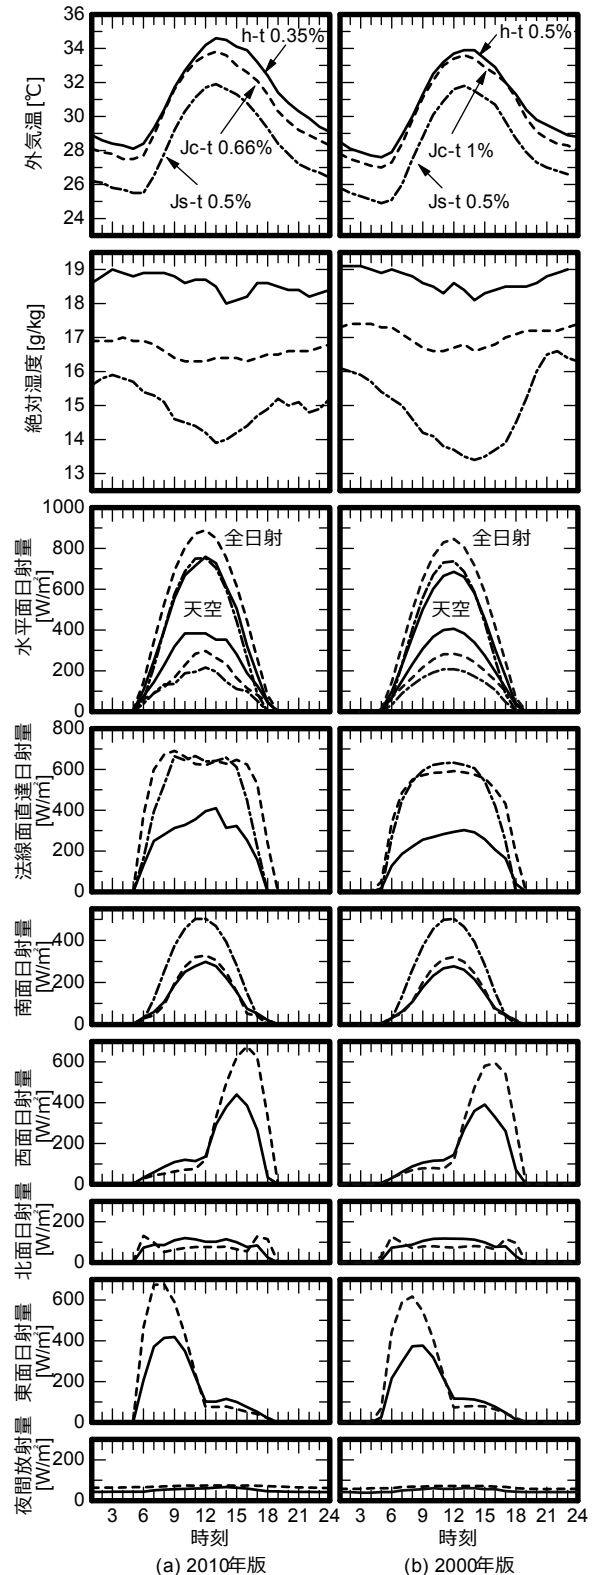 36
34
32
30
28
26
24
外気温 [℃]
h-t 0.35%
Jc-t 0.66%
Js-t 0.5%
h-t 0.5%
Jc-t 1%
Js-t 0.5%
19
18
17
16
15
14
13
絶対湿度 [g/kg]
1000
800
600
400
200
0
水平面日射量
[W/㎡]
全日射
天空
全日射
天空
800
600
400
200
0
法線面直達日射量
[W/㎡]
400
200
0
南面日射量
[W/㎡]
600
400
200
0
西面日射量
[W/㎡]
200
0
北面日射量
[W/㎡]
600
400
200
0
東面日射量
[W/㎡]
200
0
夜間放射量
[W/㎡]
3 6 9 12 15 18 21 24
3 6 9 12 15 18 21 24
時刻
時刻
(a) 2010年版
(b) 2000年版